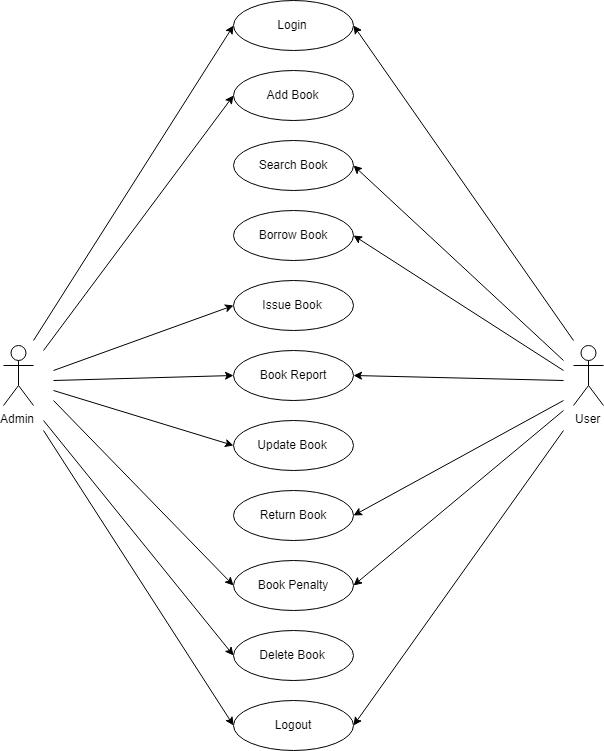 Login
Add Book
Search Book
Borrow Book
Issue Book
Book Report
Admin
User
Update Book
Return Book
Book Penalty
Delete Book
Logout